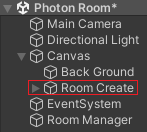 Photon Room*
Main Camera
Directional Light
Canvas
Back Ground
Room Create
EventSystem
Room Manager